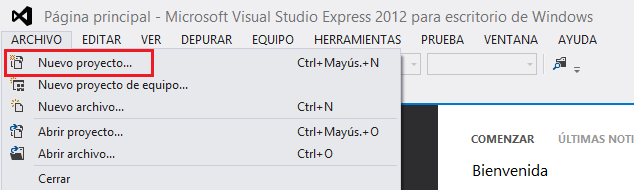 Página principal - Microsoft Visual Studio Express 2012 para escritorio de Windows
ARCHIVO EDITAR VER DEPURAR EQUIPO HERRAMIENTAS PRUEBA VENTANA AYUDA
Nuevo proyecto... Ctrl+Mayús.+N
Nuevo proyecto de equipo...
Nuevo archivo... Ctrl+N
Abrir proyecto... Ctrl+Mayús.+O
Abrir archivo... Ctrl+O
COMENZAR ÚLTIMAS NOTI
Bienvenida
Cerrar